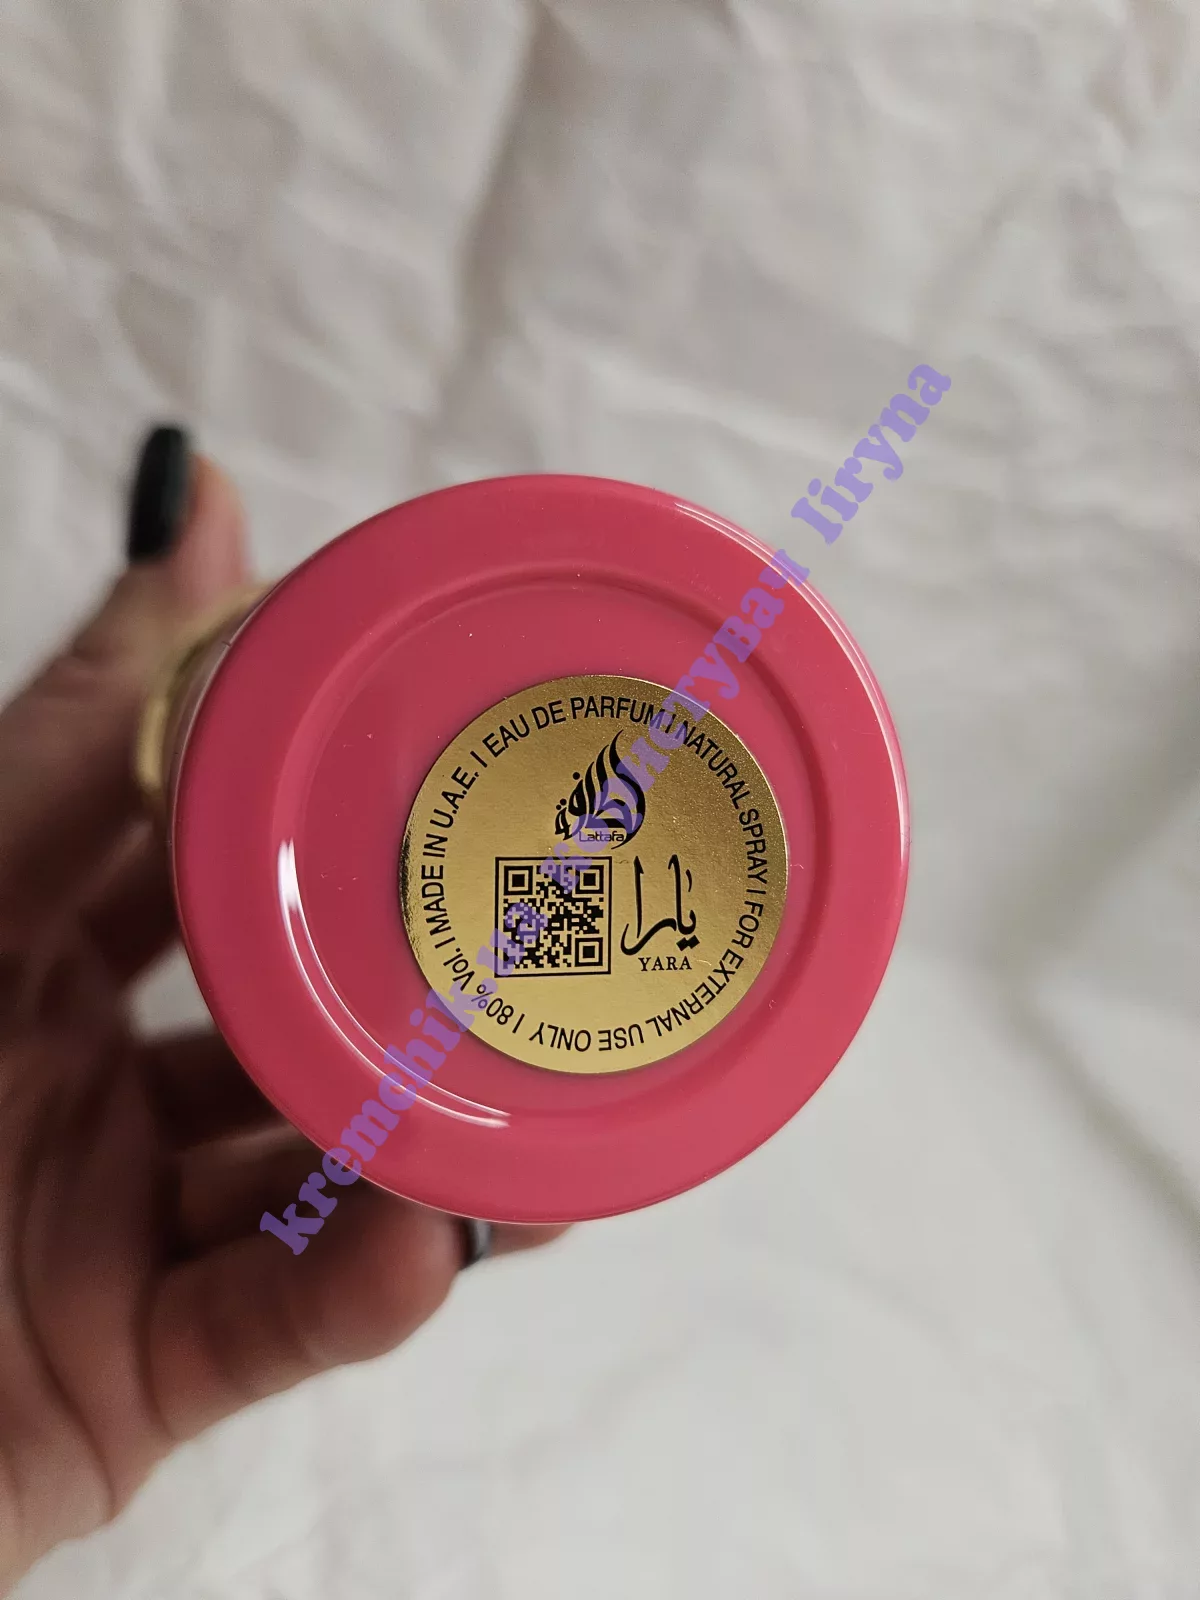 MADE IN U.A.E. | EAU DE PARFUM | NATURAL SPRAY | FOR EXTERNAL USE ONLY | 80% Vol. |
لطافة
Lattafa
يارا
YARA
kremchik.ua Iiryna